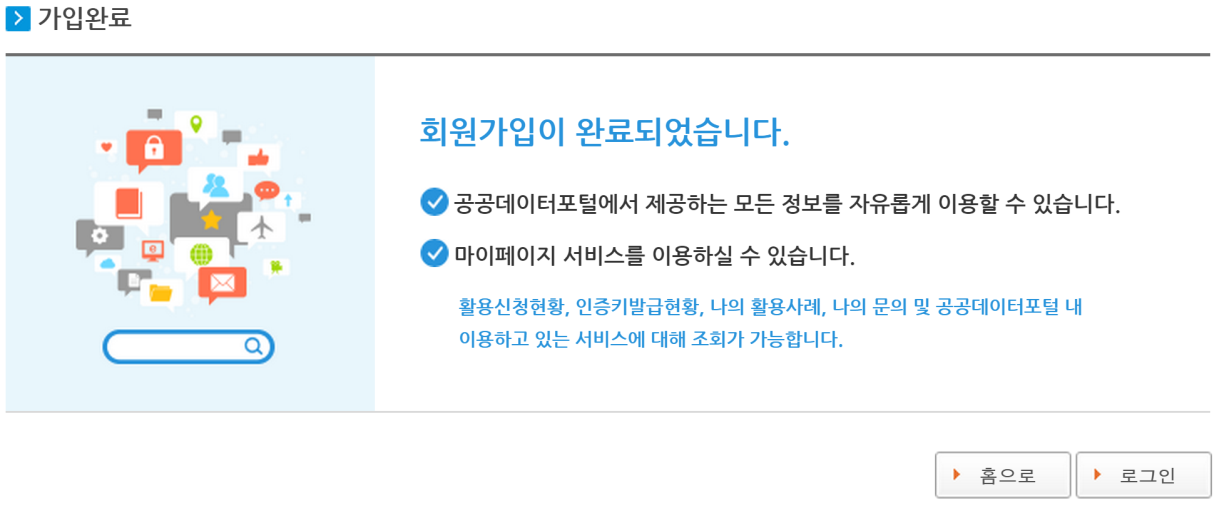 가입완료
회원가입이 완료되었습니다.
공공데이터포털에서 제공하는 모든 정보를 자유롭게 이용할 수 있습니다.
마이페이지 서비스를 이용하실 수 있습니다.
활용신청현황, 인증키발급현황, 나의 활용사례, 나의 문의 및 공공데이터포털 내
이용하고 있는 서비스에 대해 조회가 가능합니다.
홈으로
로그인